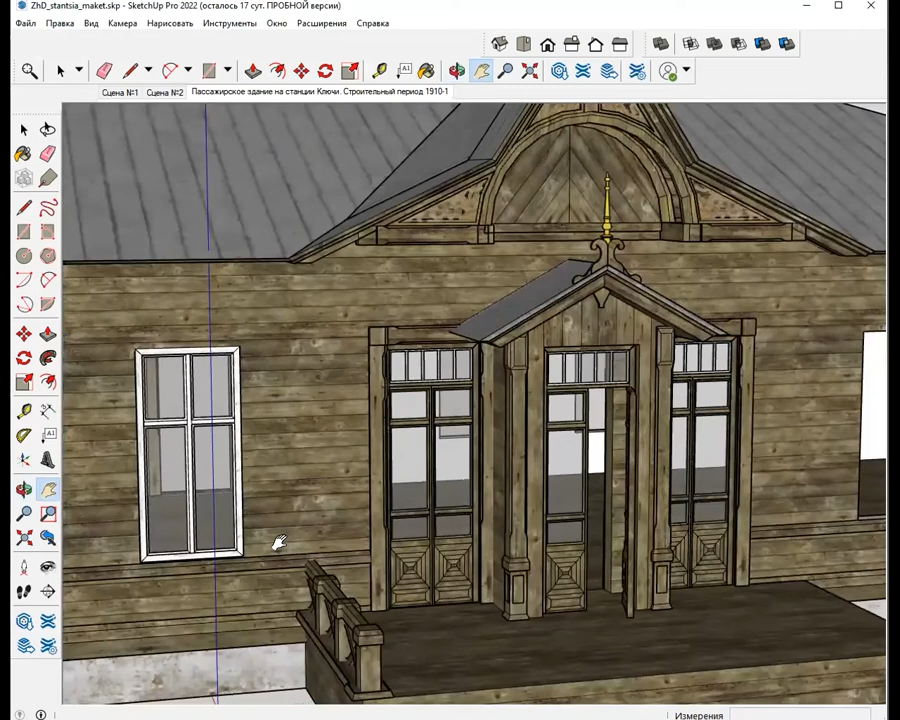 ZhD_stantsia_maket.skp - SketchUp Pro 2022 (осталось 17 сут. ПРОБНОЙ версии)
Файл Правка Вид Камера Нарисовать Инструменты Окно Расширения Справка
Сцена №1 Сцена №2 Пассажирское здание на станции Ключи. Строительный период 1910-1
Измерения